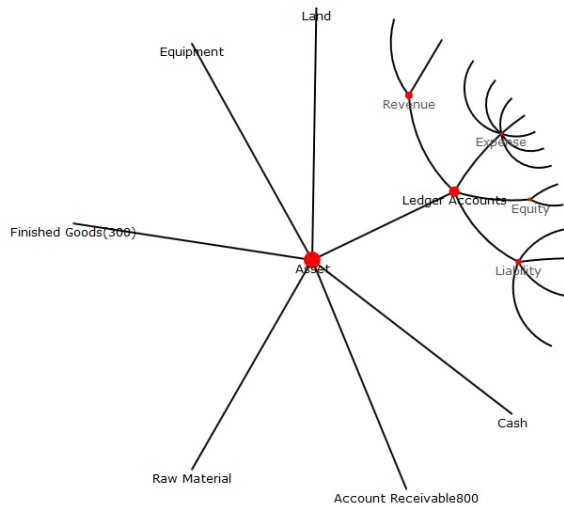 Land
Equipment
Revenue
Expense
Ledger Accounts
Equity
Finished Goods(300)
Asset
Liability
Cash
Raw Material
Account Receivable800